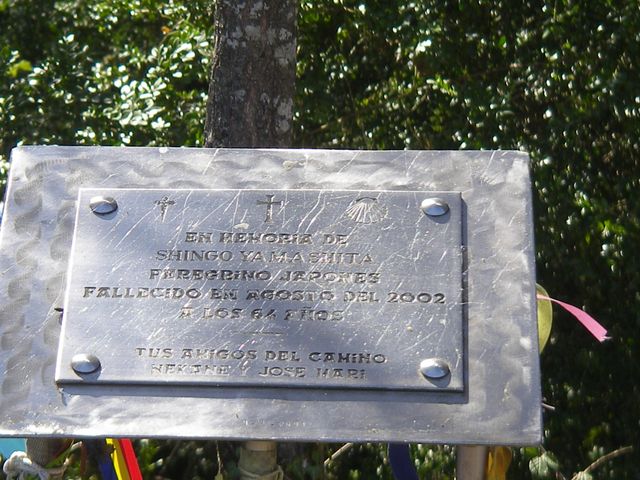 EN MEMORIA DE
SHINGO YAMASHITA
PEREGRINO JAPONES
FALLECIDO EN AGOSTO DEL 2002
A LOS 64 AÑOS
TUS AMIGOS DEL CAMINO
NEKANE Y JOSE MARI